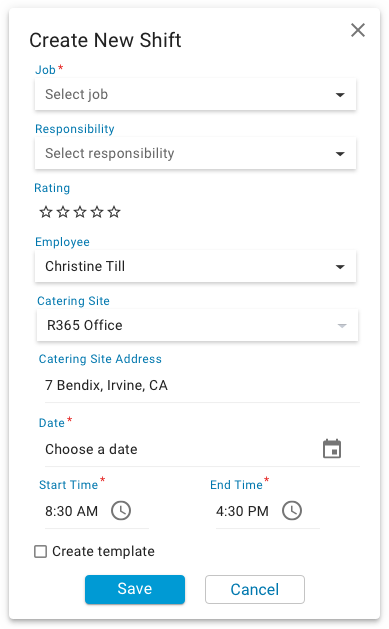 Create New Shift
Job*
Select job
Responsibility
Select responsibility
Rating
Employee
Christine Till
Catering Site
R365 Office
Catering Site Address
7 Bendix, Irvine, CA
Date*
Choose a date
Start Time* End Time*
8:30 AM 4:30 PM
Create template
Save Cancel